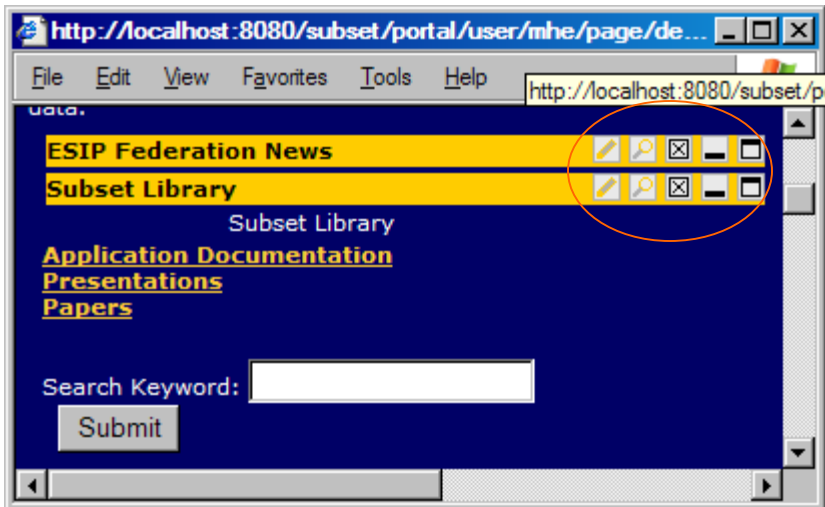 http://localhost:8080/subset/portal/user/mhe/page/de...
File Edit View Favorites Tools Help
http://localhost:8080/subset/p
data.
ESIP Federation News
Subset Library
Subset Library
Application Documentation
Presentations
Papers
Search Keyword:
Submit